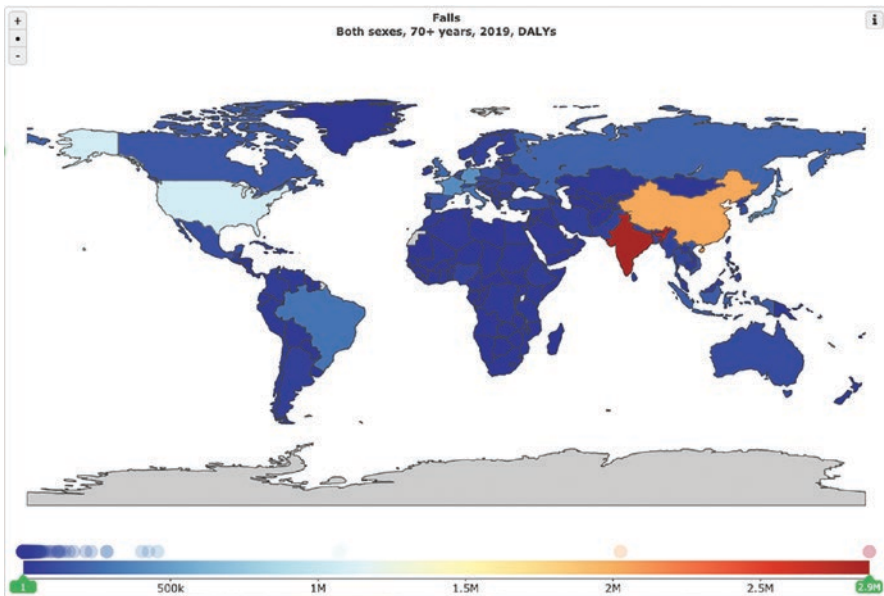 +
•
-
Falls
Both sexes, 70+ years, 2019, DALYs
i
1
500k
1M
1.5M
2M
2.5M
2.9M